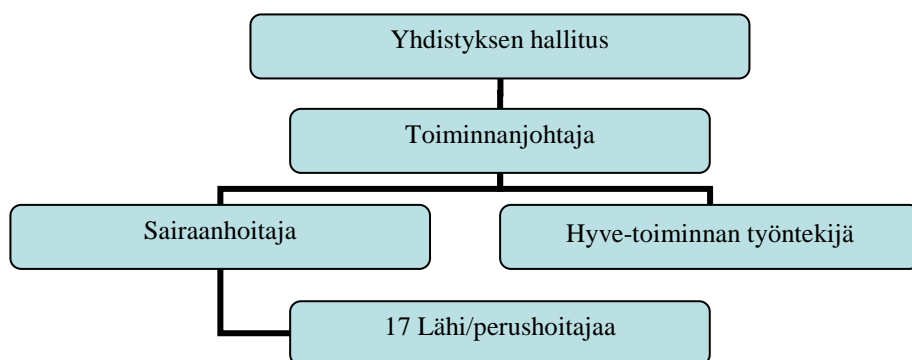 Yhdistyksen hallitus
Toiminnanjohtaja
Sairaanhoitaja
Hyve-toiminnan työntekijä
17 Lähi/perushoitajaa